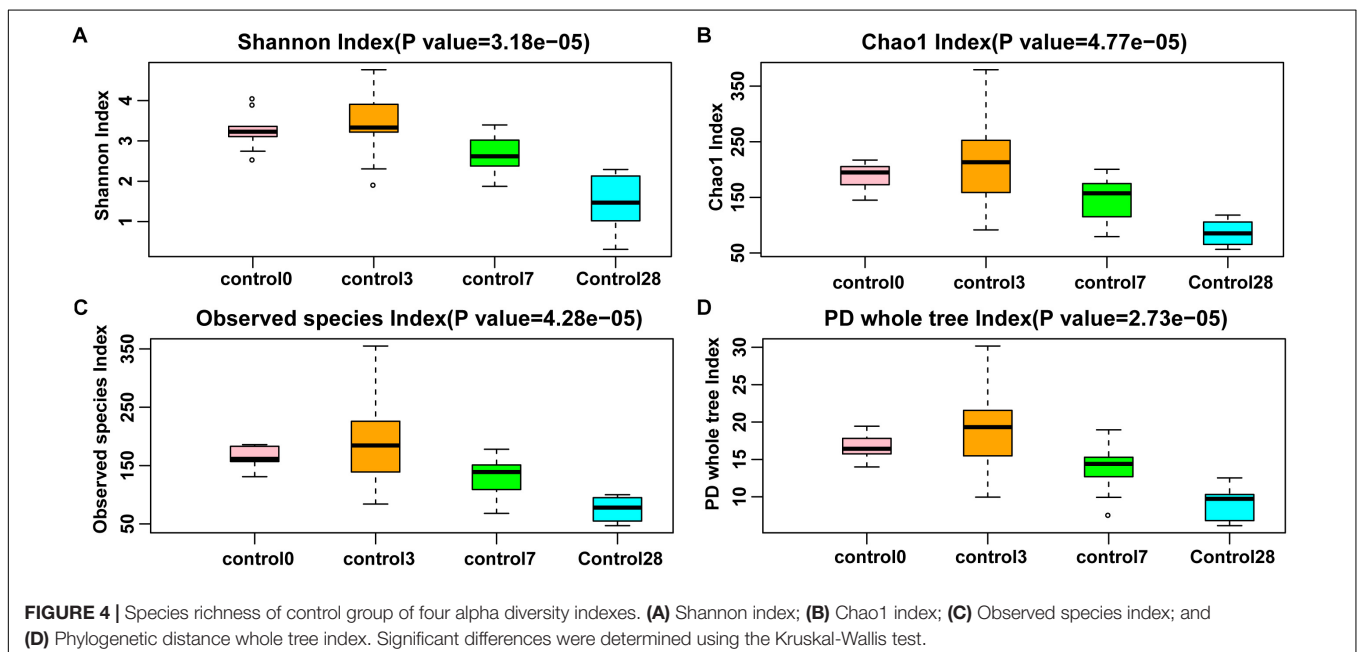 A
Shannon Index(P value=3.18e−05)
Shannon Index
4
3
2
1
control0 control3 control7 Control28
B
Chao1 Index(P value=4.77e−05)
Chao1 Index
350
250
150
50
control0 control3 control7 Control28
C
Observed species Index(P value=4.28e−05)
Observed species Index
350
250
150
50
control0 control3 control7 Control28
D
PD whole tree Index(P value=2.73e−05)
PD whole tree Index
30
25
20
15
10
control0 control3 control7 Control28
FIGURE 4 | Species richness of control group of four alpha diversity indexes. (A) Shannon index; (B) Chao1 index; (C) Observed species index; and
(D) Phylogenetic distance whole tree index. Significant differences were determined using the Kruskal-Wallis test.